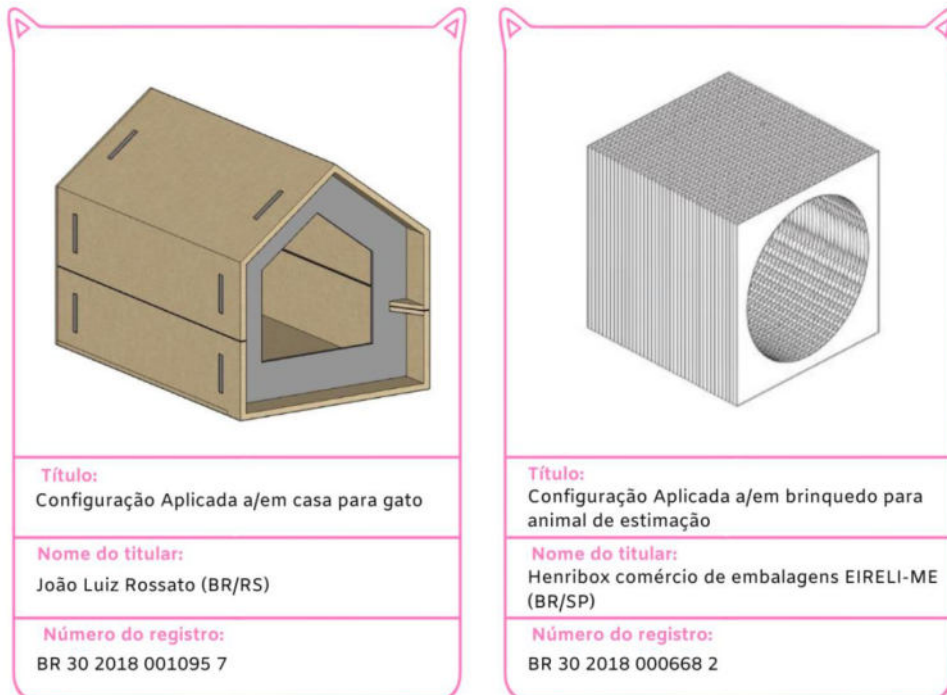 Título:
Configuração Aplicada a/em casa para gato
Nome do titular:
João Luiz Rossato (BR/RS)
Número do registro:
BR 30 2018 001095 7
Título:
Configuração Aplicada a/em brinquedo para
animal de estimação
Nome do titular:
Henribox comércio de embalagens EIRELI-ME
(BR/SP)
Número do registro:
BR 30 2018 000668 2